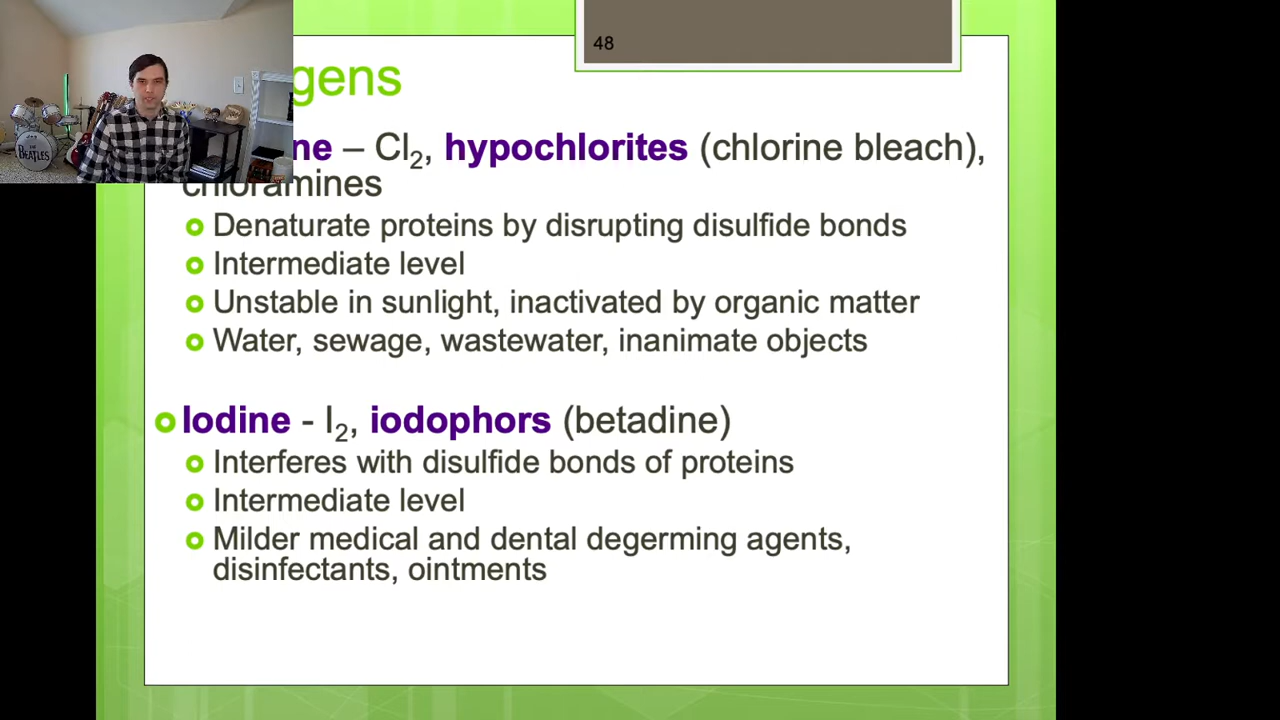 48
gens
ne – Cl2, hypochlorites (chlorine bleach),
chloramines
Denaturate proteins by disrupting disulfide bonds
Intermediate level
Unstable in sunlight, inactivated by organic matter
Water, sewage, wastewater, inanimate objects
Iodine - I2, iodophors (betadine)
Interferes with disulfide bonds of proteins
Intermediate level
Milder medical and dental degerming agents,
disinfectants, ointments
THE BEATLES